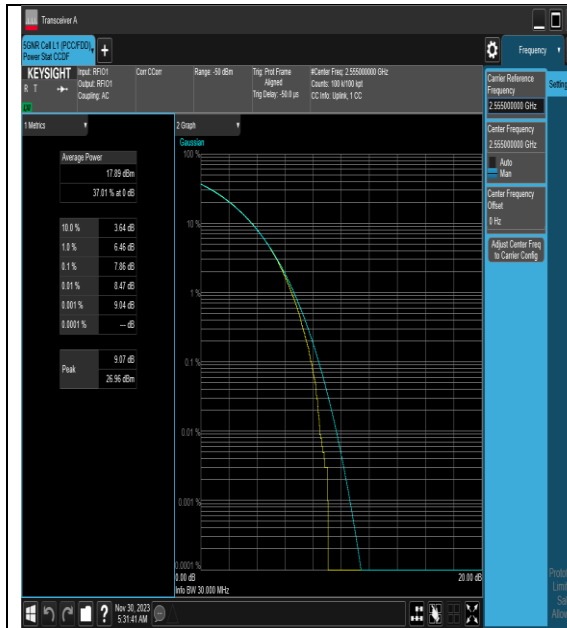 Transceiver A
5GNR Cell L1 (PCC/FDD)
Power Stat CCDF
Frequency
KEYSIGHT
R T
Input: RFIO1
Output: RFIO1
Coupling: AC
Corr CCorr
Range: -50 dBm
Trig: Prot Frame
Aligned
Trig Delay: -50.0 µs
#Center Freq: 2.555000000 GHz
Counts: 100 k/100 kpt
CC Info: Uplink, 1 CC
Carrier Reference
Frequency
2.555000000 GHz
Setting
Center Frequency
2.555000000 GHz
Auto
Man
Center Frequency
Offset
0 Hz
Adjust Center Freq
to Carrier Config
1 Metrics
Average Power
17.89 dBm
37.01 % at 0 dB
10.0 % 3.64 dB
1.0 % 6.46 dB
0.1 % 7.86 dB
0.01 % 8.47 dB
0.001 % 9.04 dB
0.0001 % --- dB
Peak
9.07 dB
26.96 dBm
2 Graph
Gaussian
100 %
10 %
1 %
0.1 %
0.01 %
0.001 %
0.0001 %
0.00 dB 20.00 dB
Info BW 30.000 MHz
Nov 30, 2023
5:31:41 AM
?